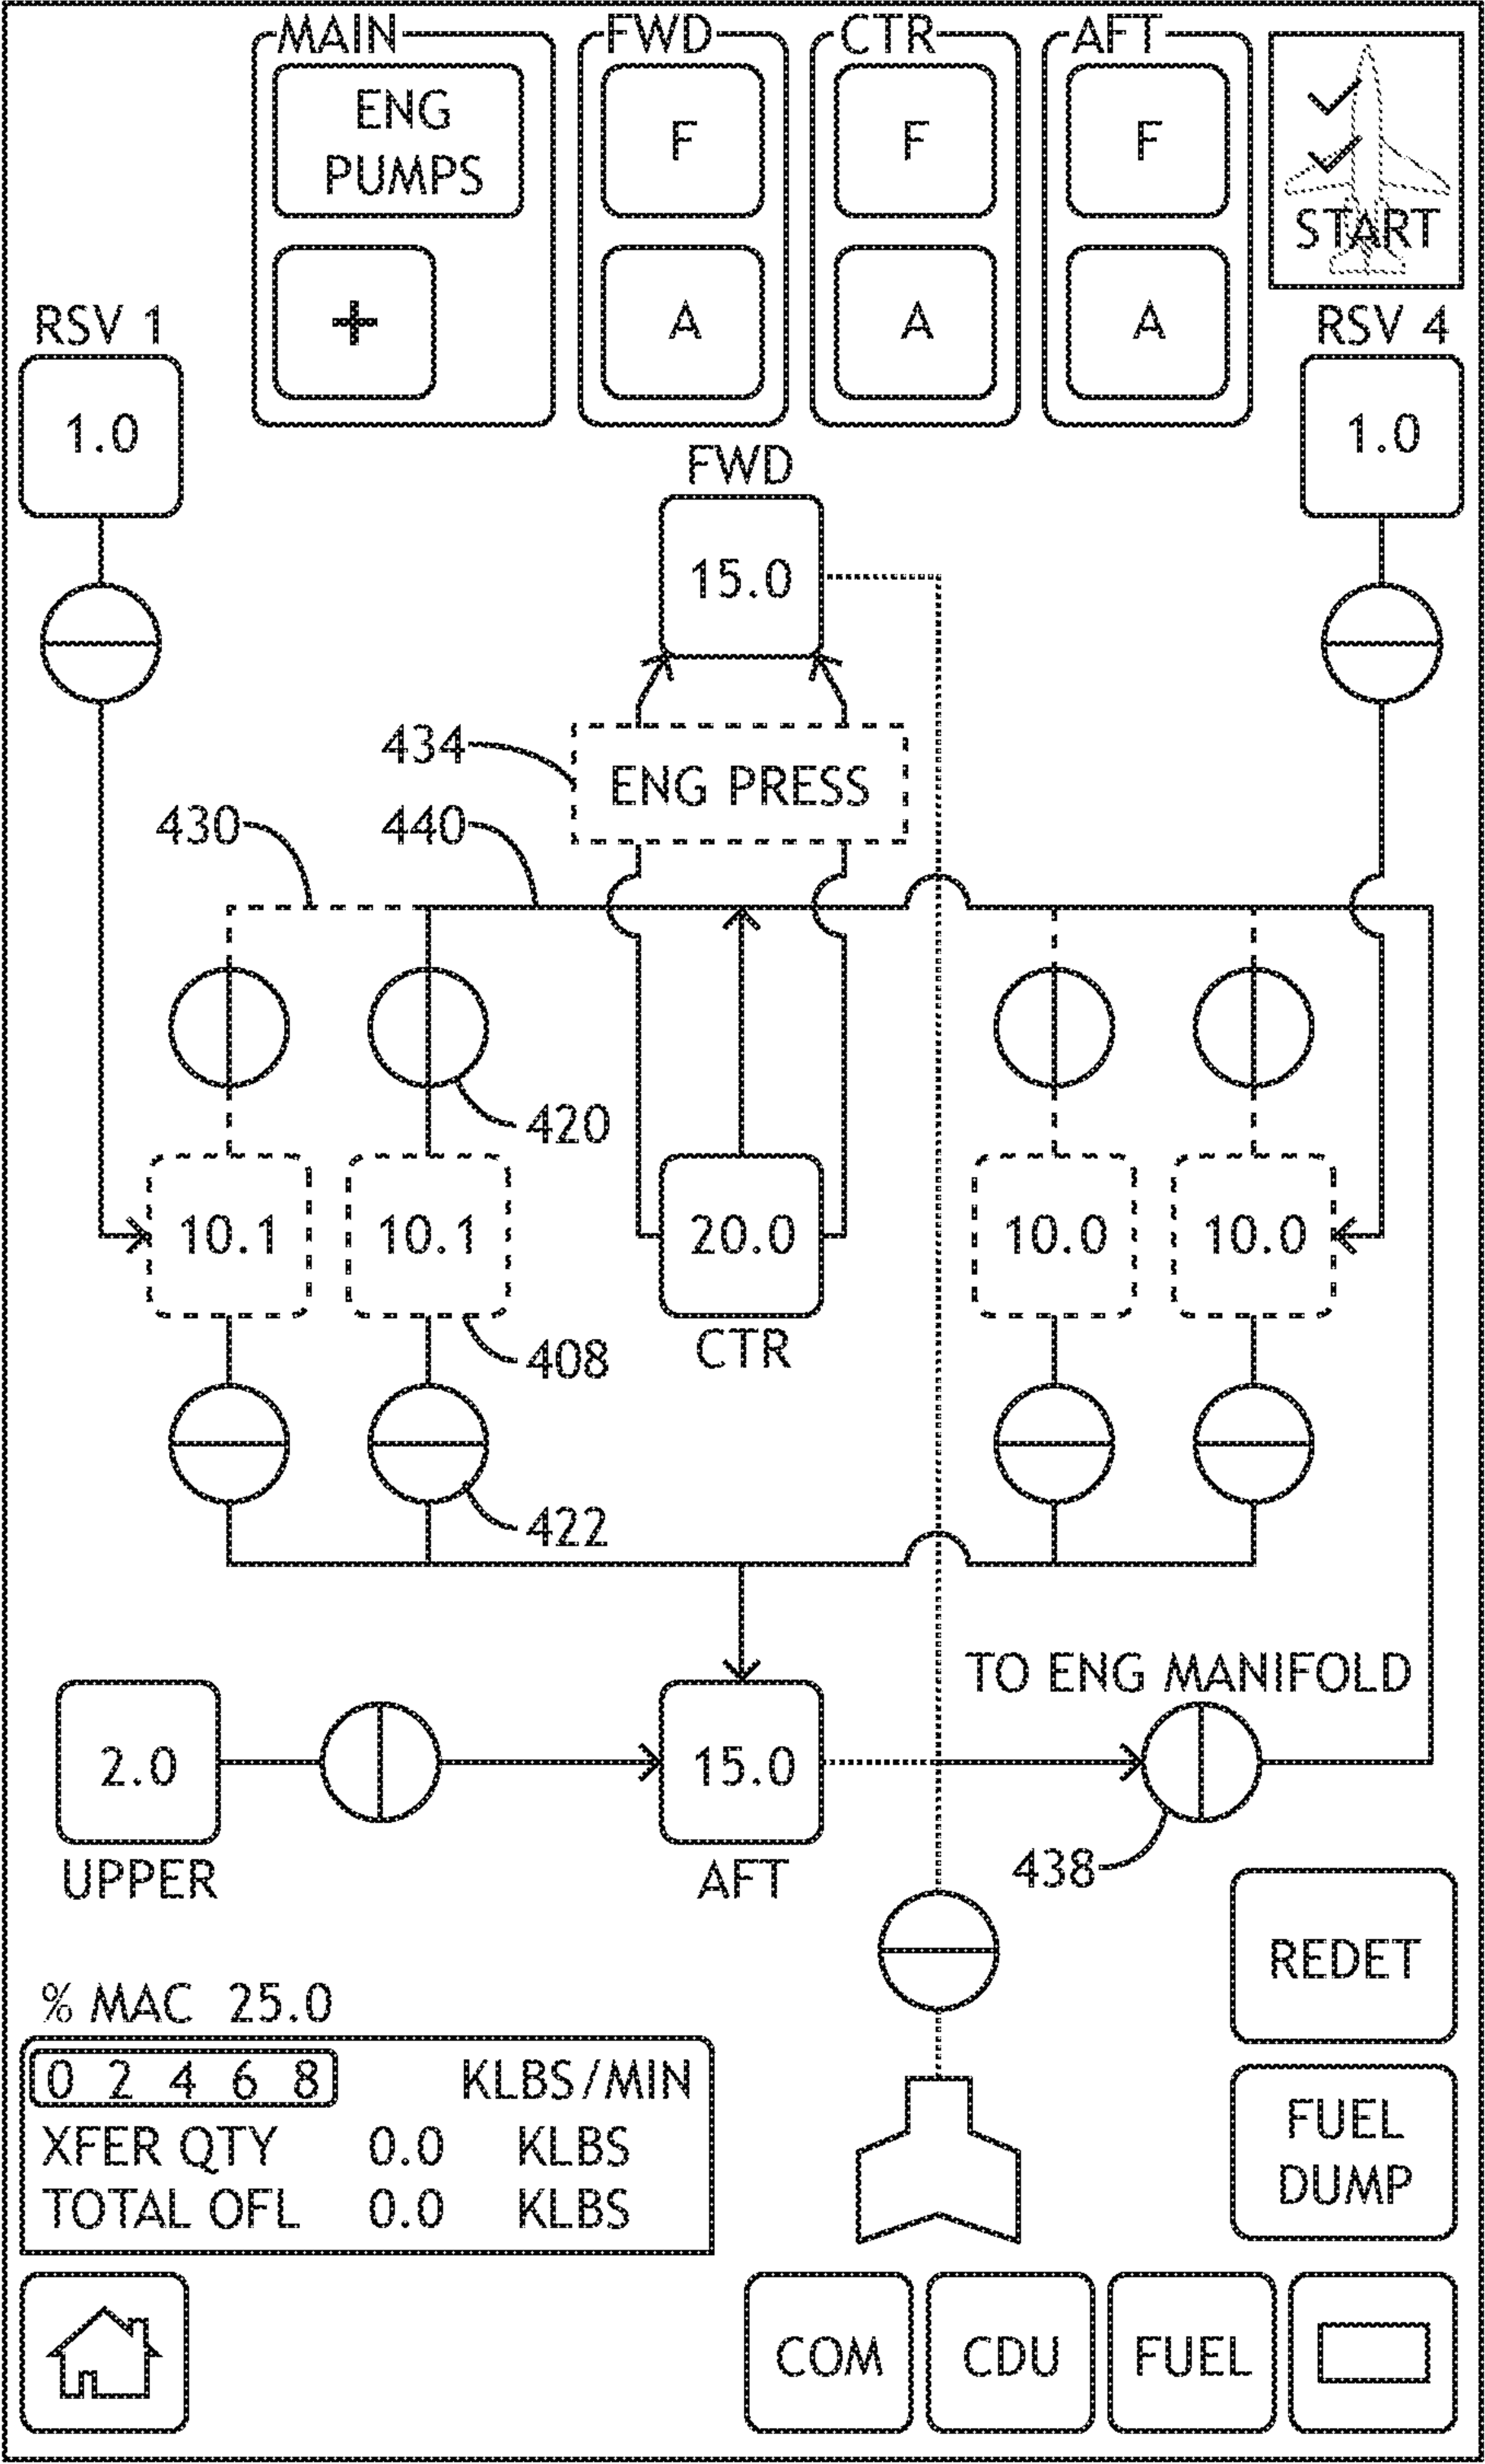 MAIN FWD CTR AFT
ENG
PUMPS
F F F
START
+ A A A
RSV 1 RSV 4
1.0 1.0
FWD
15.0
434
ENG PRESS
430 440
420
10.1 10.1 20.0 10.0 10.0
CTR
408
422
TO ENG MANIFOLD
2.0 15.0
UPPER AFT 438
REDET
% MAC 25.0
0 2 4 6 8 KLBS/MIN
XFER QTY 0.0 KLBS
TOTAL OFL 0.0 KLBS
FUEL
DUMP
COM CDU FUEL